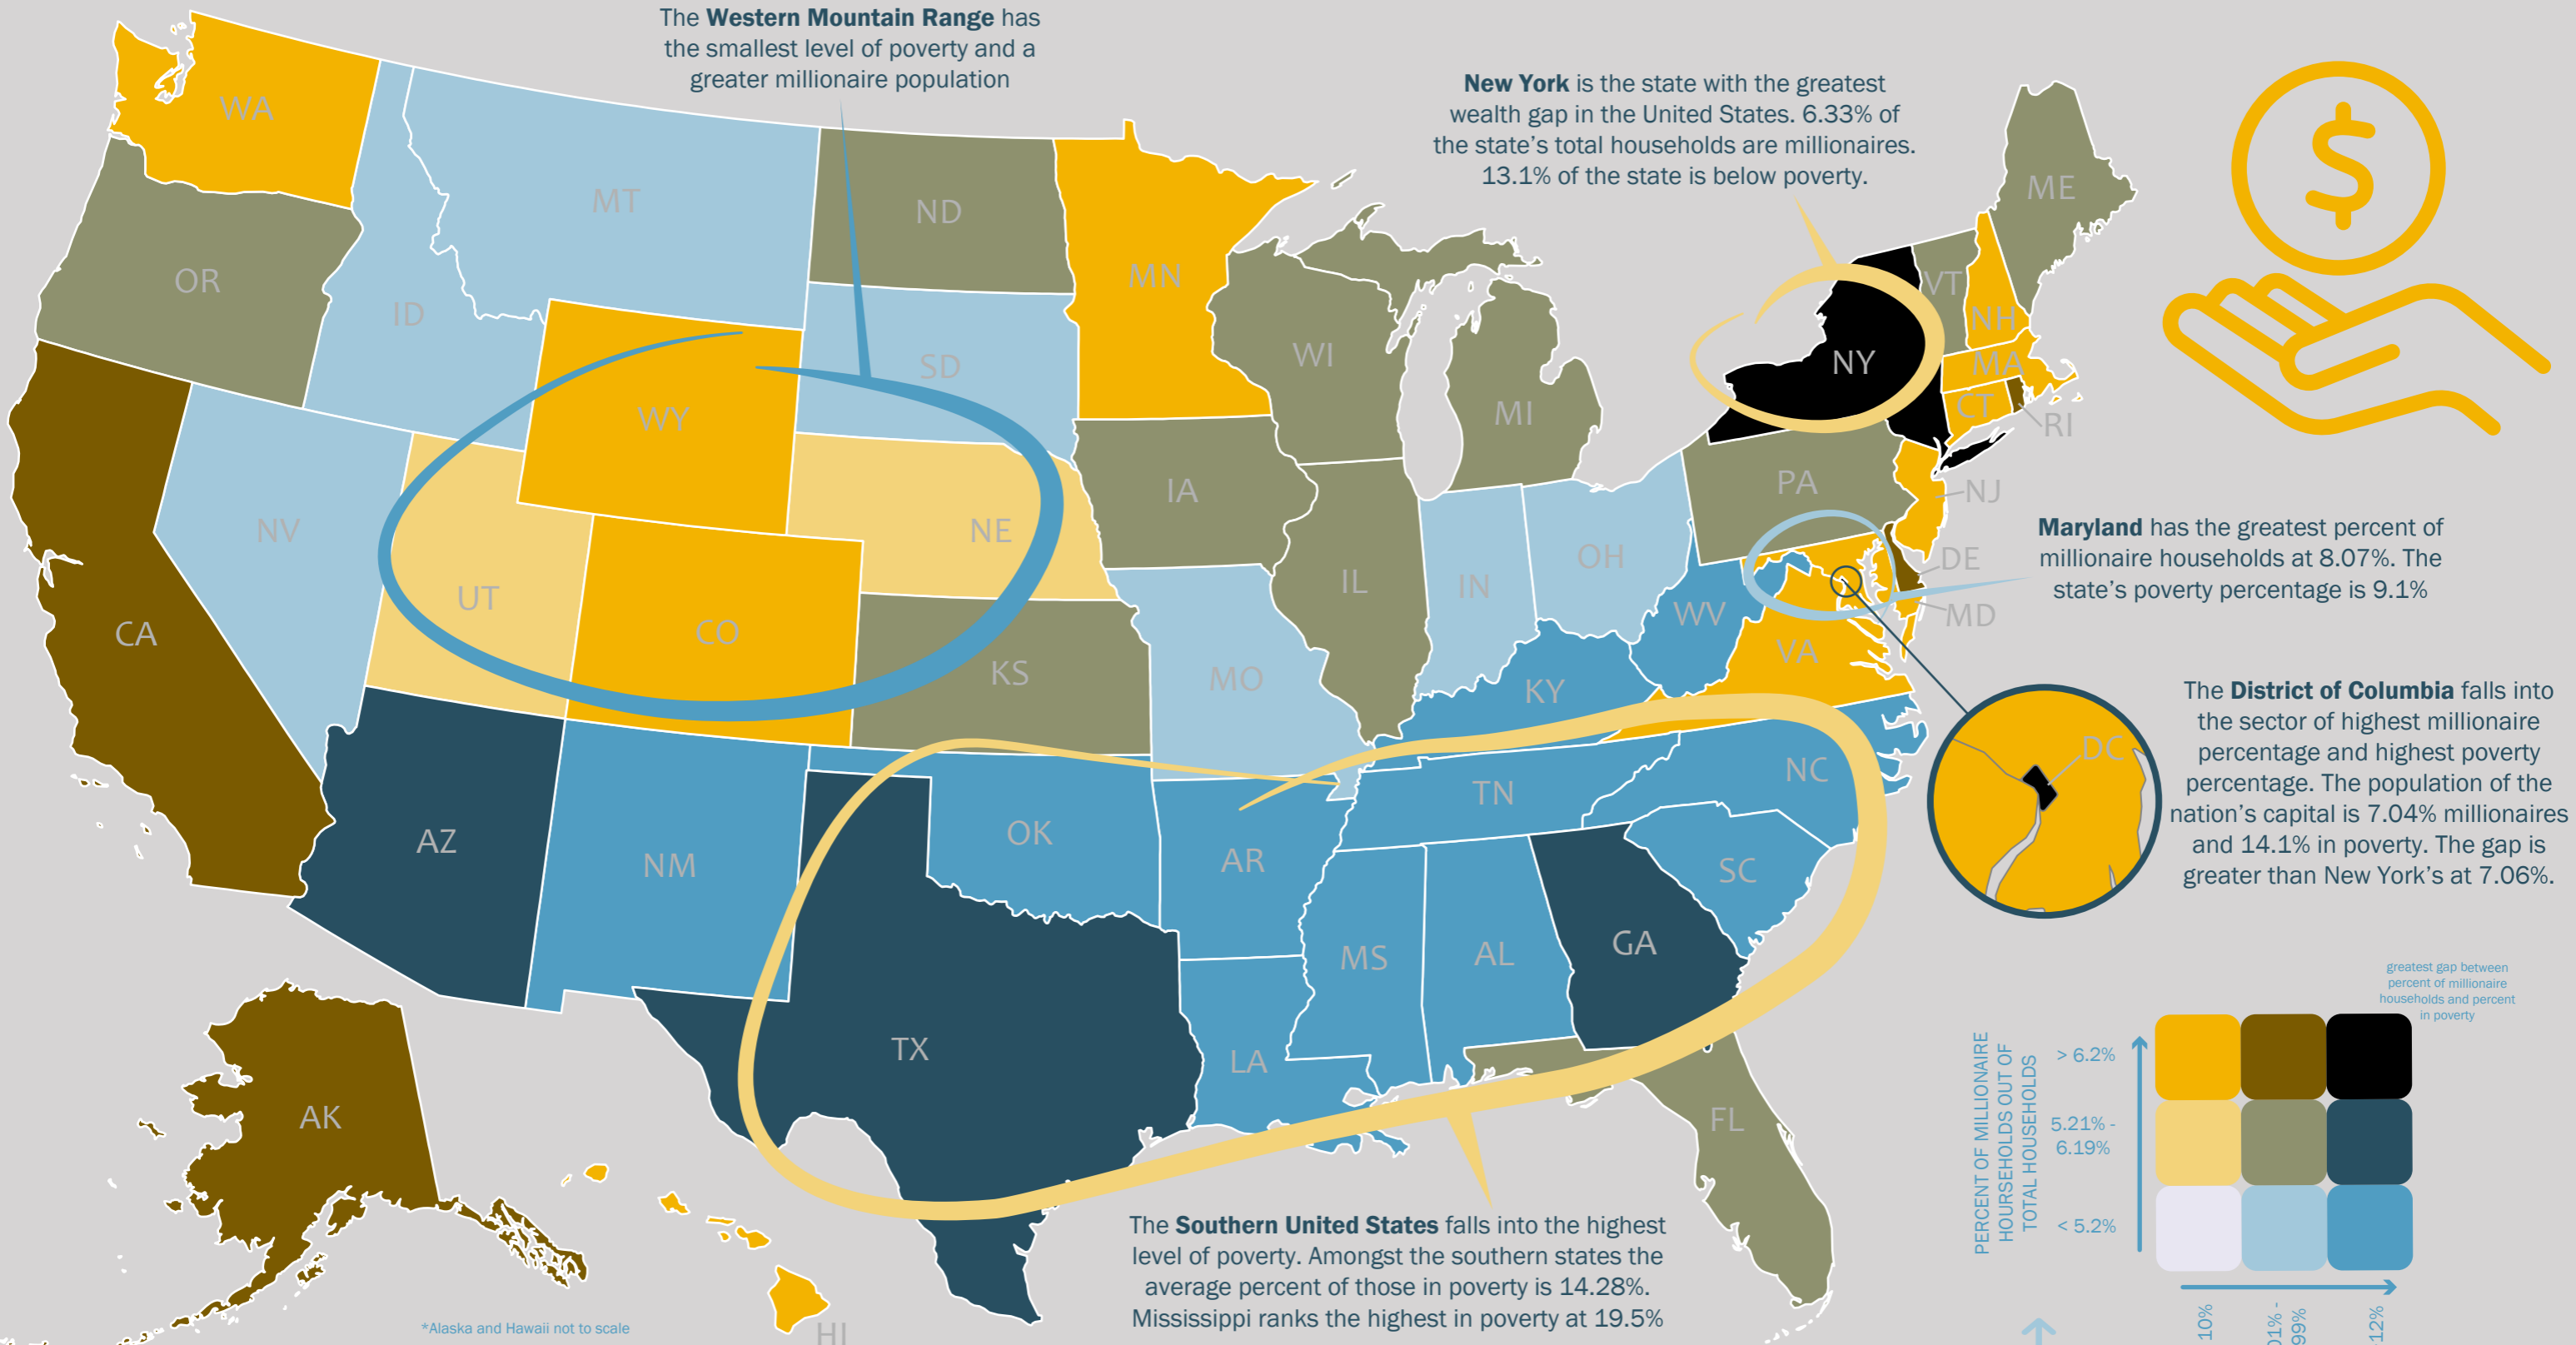 The Western Mountain Range has
the smallest level of poverty and a
greater millionaire population
New York is the state with the greatest
wealth gap in the United States. 6.33% of
the state's total households are millionaires.
13.1% of the state is below poverty.
WA
MT
ND
MN
ME
OR
ID
SD
WI
VT
NH
NY
MA
WY
MI
CT
RI
IA
PA
NJ
NV
NE
Maryland has the greatest percent of
millionaire households at 8.07%. The
state's poverty percentage is 9.1%
OH
DE
IN
IL
UT
WV
MD
CA
CO
KS
MO
KY
VA
The District of Columbia falls into
the sector of highest millionaire
percentage and highest poverty
percentage. The population of the
nation's capital is 7.04% millionaires
and 14.1% in poverty. The gap is
greater than New York's at 7.06%.
DC
NC
TN
AZ
NM
OK
AR
SC
MS
AL
GA
TX
LA
FL
AK
HI
The Southern United States falls into the highest
level of poverty. Amongst the southern states the
average percent of those in poverty is 14.28%.
Mississippi ranks the highest in poverty at 19.5%
*Alaska and Hawaii not to scale
greatest gap between
percent of millionaire
households and percent
in poverty
PERCENT OF MILLIONAIRE
HOURSEHOLDS OUT OF
TOTAL HOUSEHOLDS
> 6.2%
5.21% -
6.19%
< 5.2%
10%
01% -
99%
12%
$